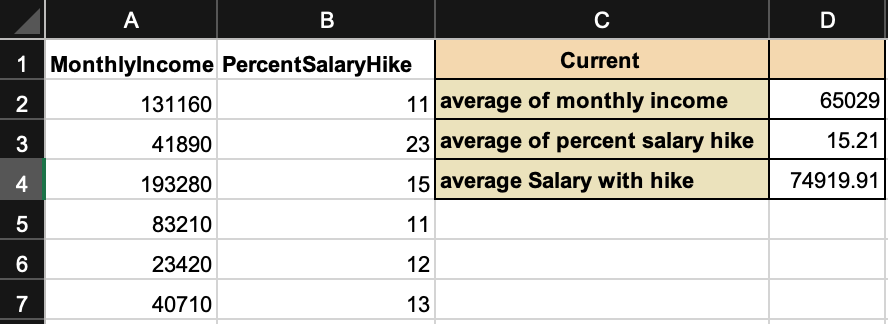 A B C D
1 MonthlyIncome PercentSalaryHike Current
2 131160 11 average of monthly income 65029
3 41890 23 average of percent salary hike 15.21
4 193280 15 average Salary with hike 74919.91
5 83210 11
6 23420 12
7 40710 13